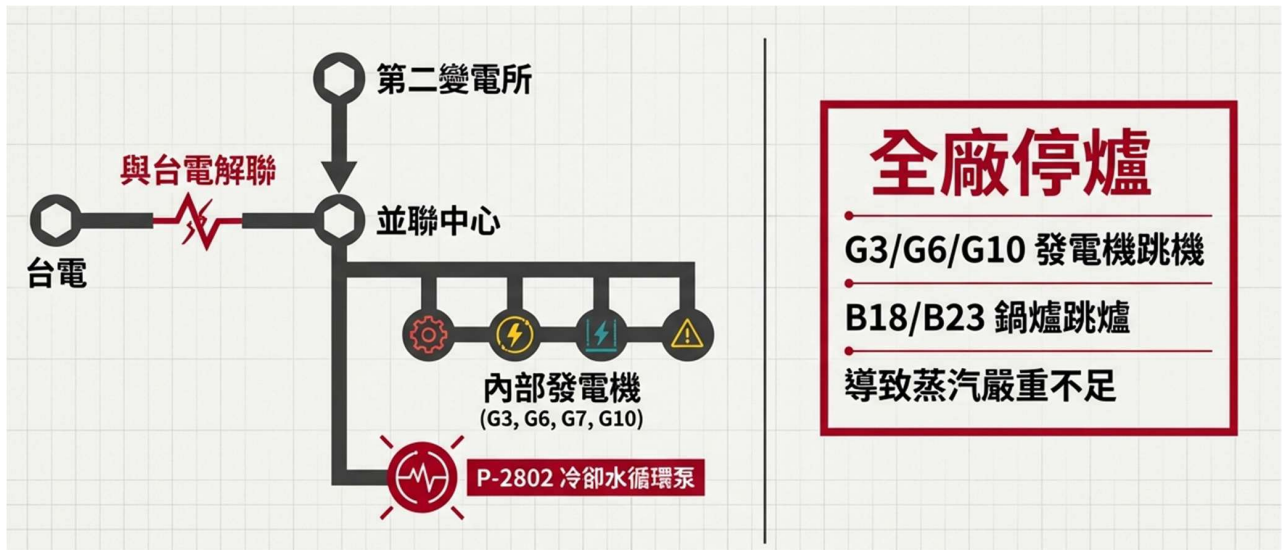 第二變電所
與台電解聯
並聯中心
台電
內部發電機
(G3, G6, G7, G10)
P-2802 冷卻水循環泵
全廠停爐
G3/G6/G10 發電機跳機
B18/B23 鍋爐跳爐
導致蒸汽嚴重不足